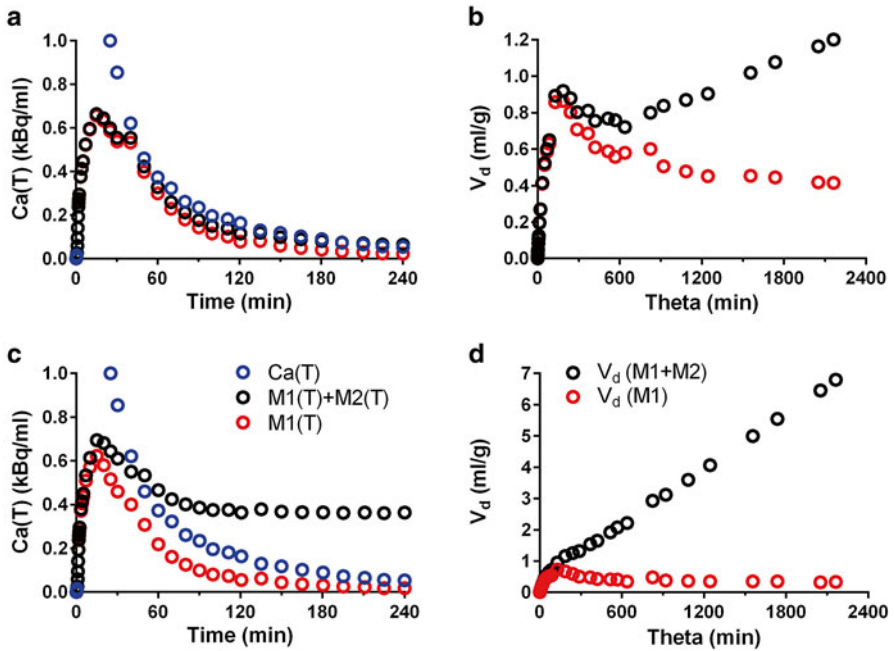 a
Ca(T) (kBq/ml)
1.0
0.8
0.6
0.4
0.2
0.0
0 60 120 180 240
Time (min)
b
V_d (ml/g)
1.2
1.0
0.8
0.6
0.4
0.2
0.0
0 600 1200 1800 2400
Theta (min)
c
Ca(T) (kBq/ml)
1.0
0.8
0.6
0.4
0.2
0.0
Ca(T)
M1(T)+M2(T)
M1(T)
0 60 120 180 240
Time (min)
d
V_d (ml/g)
7
6
5
4
3
2
1
0
V_d (M1+M2)
V_d (M1)
0 600 1200 1800 2400
Theta (min)